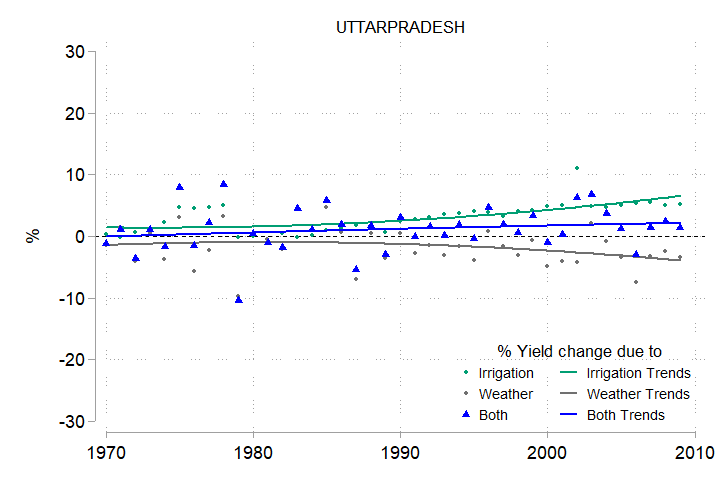 UTTARPRADESH
30
20
10
0
-10
-20
-30
%
1970 1980 1990 2000 2010
% Yield change due to
Irrigation Irrigation Trends
Weather Weather Trends
Both Both Trends